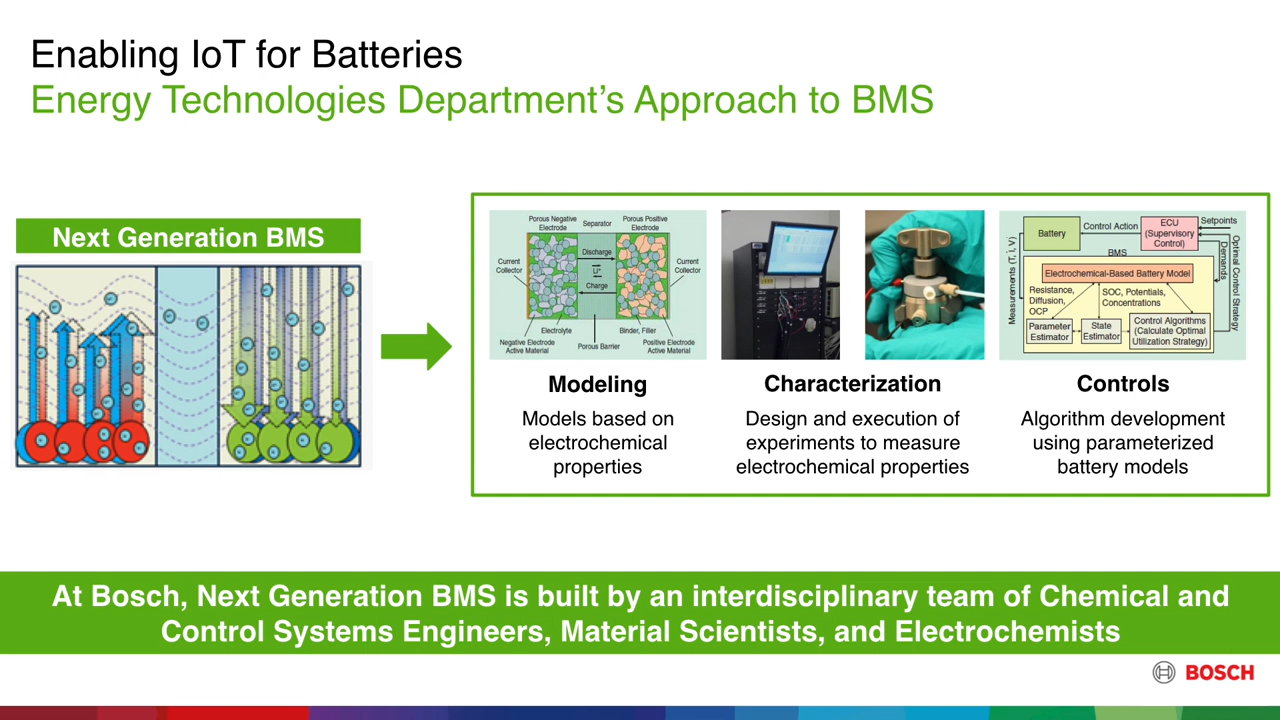 Enabling IoT for Batteries
Energy Technologies Department's Approach to BMS
Next Generation BMS
Porous Negative
Electrode
Separator
Porous Positive
Electrode
Current
Collector
Discharge
Li⁺
Charge
Current
Collector
Electrolyte
Binder, Filler
Negative Electrode
Active Material
Porous Barrier
Positive Electrode
Active Material
Modeling
Models based on
electrochemical
properties
Characterization
Design and execution of
experiments to measure
electrochemical properties
Battery
Control Action
ECU
(Supervisory
Control)
Setpoints
Measurements (T, I, V)
BMS
Demands
Optimal Control Strategy
Electrochemical-Based Battery Model
Resistance,
Diffusion,
OCP
SOC, Potentials,
Concentrations
Parameter
Estimator
State
Estimator
Control Algorithms
(Calculate Optimal
Utilization Strategy)
Controls
Algorithm development
using parameterized
battery models
At Bosch, Next Generation BMS is built by an interdisciplinary team of Chemical and
Control Systems Engineers, Material Scientists, and Electrochemists
BOSCH